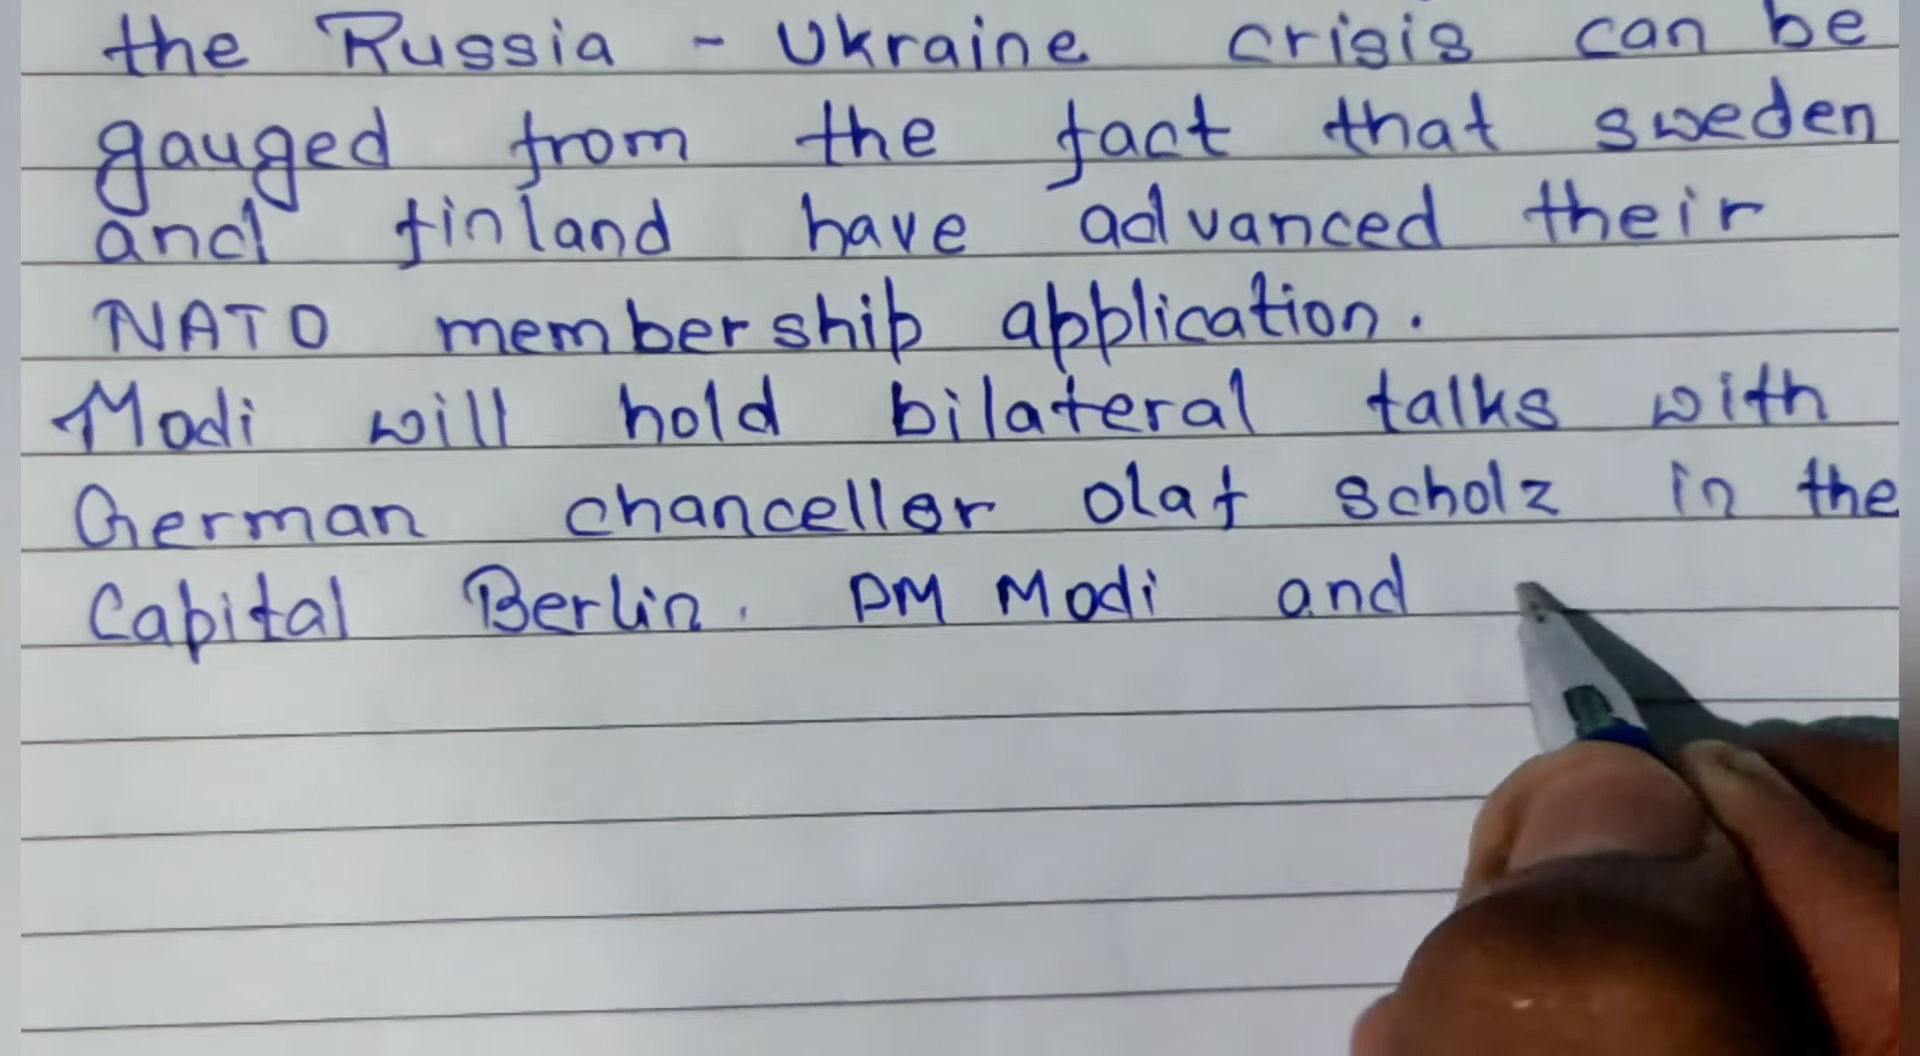 the Russia - Ukraine crisis can be
gauged from the fact that sweden
and finland have advanced their
NATO membership application.
Modi will hold bilateral talks with
German chancellor olaf scholz in the
Capital Berlin. PM Modi and